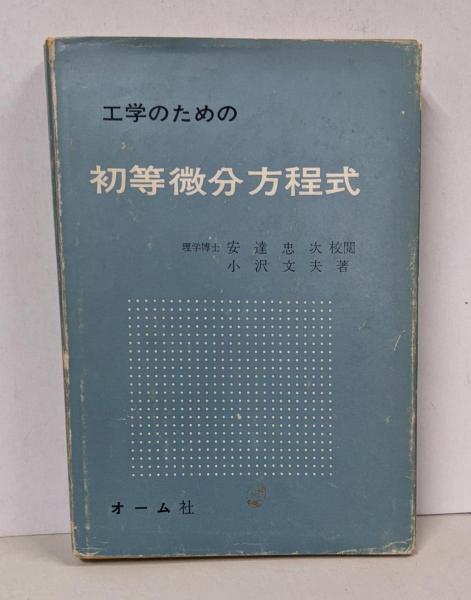 工学のための
初等微分方程式
理学博士 安達忠次 校閲
小沢文夫 著
オーム社